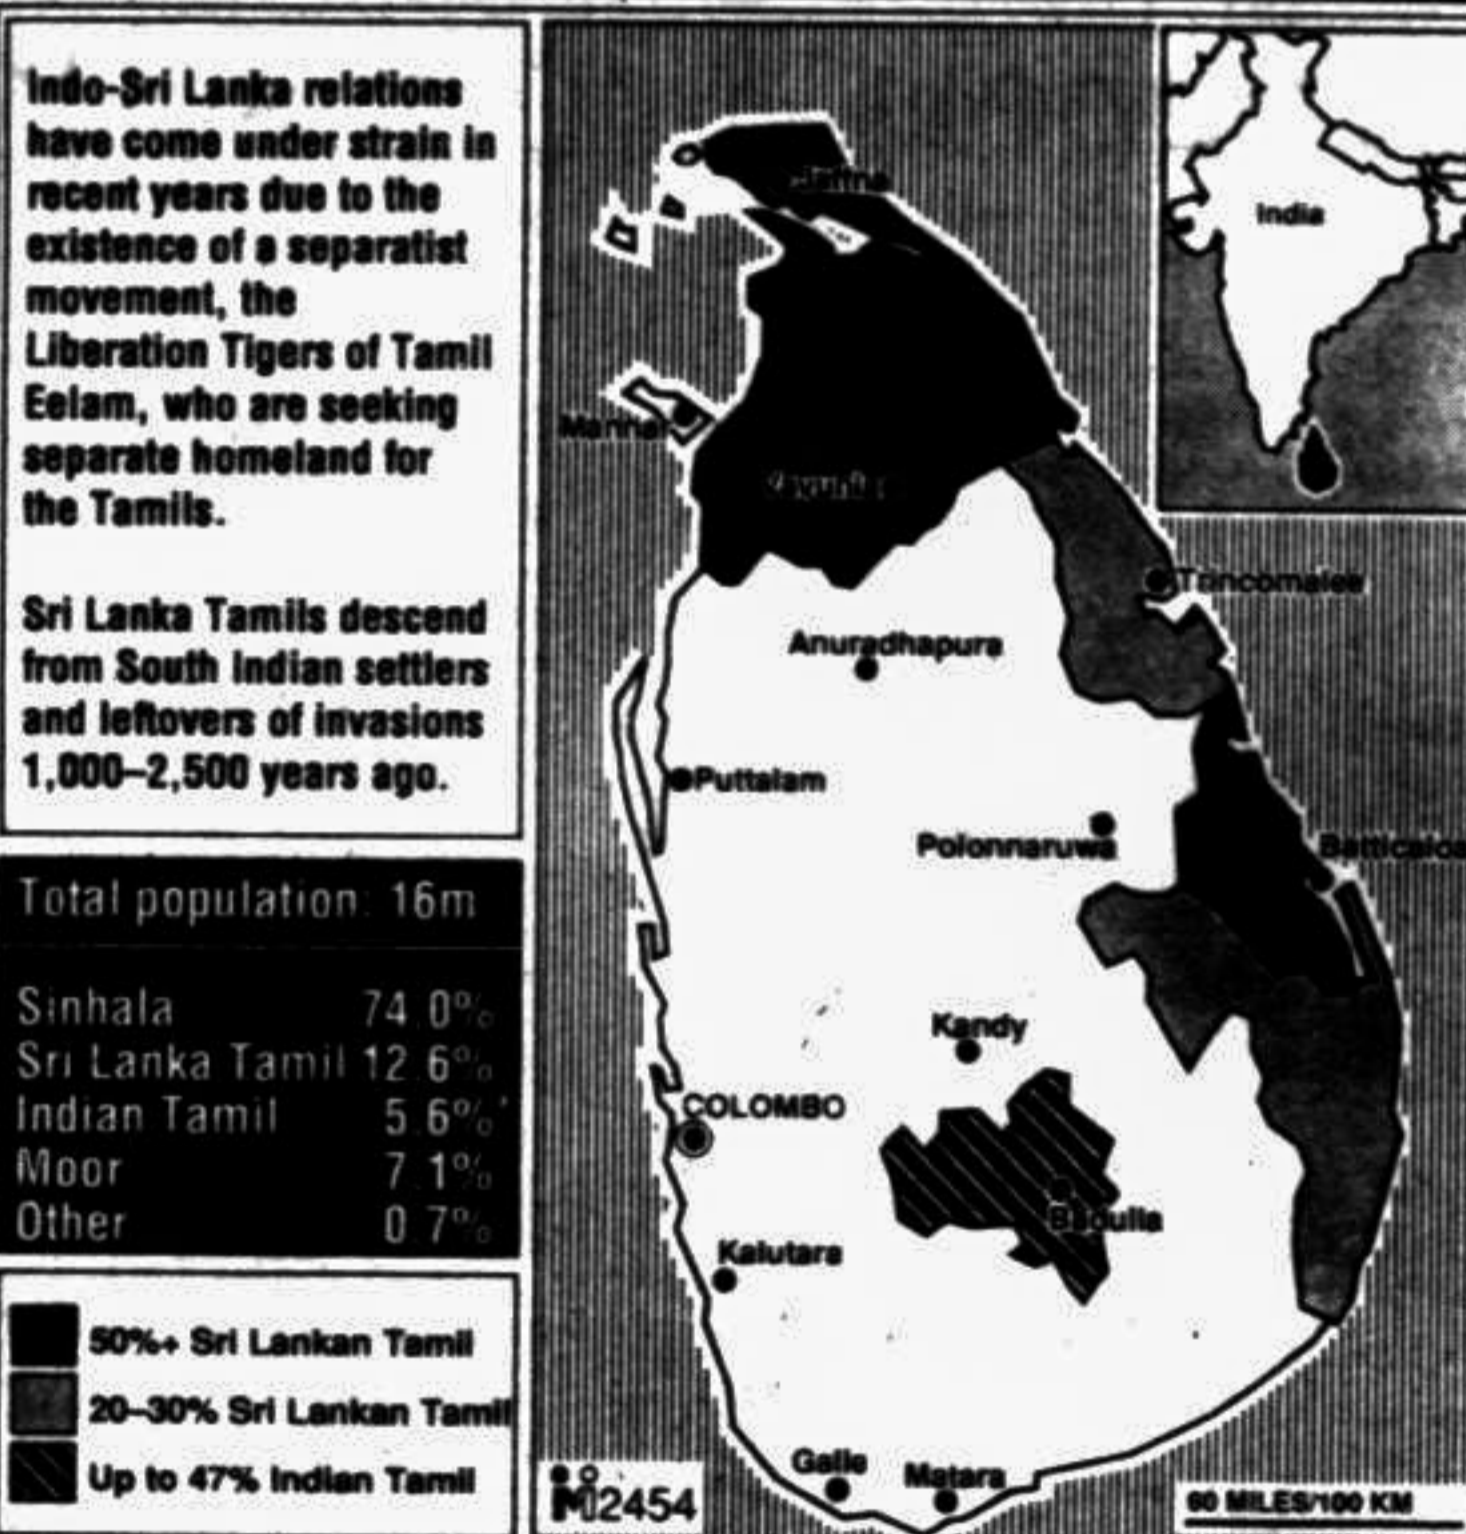 Indo-Sri Lanka relations
have come under strain in
recent years due to the
existence of a separatist
movement, the
Liberation Tigers of Tamil
Eelam, who are seeking
separate homeland for
the Tamils.
Sri Lanka Tamils descend
from South Indian settlers
and leftovers of invasions
1,000–2,500 years ago.
Total population: 16m
Sinhala 74.0%
Sri Lanka Tamil 12.6%
Indian Tamil 5.6%
Moor 7.1%
Other 0.7%
50%+ Sri Lankan Tamil
20–30% Sri Lankan Tamil
Up to 47% Indian Tamil
Jaffna
India
Mannar
Trincomalee
Anuradhapura
Puttalam
Polonnaruwa
Batticaloa
Kandy
COLOMBO
Badulla
Kalutara
Galle
Matara
M2454
60 MILES/100 KM